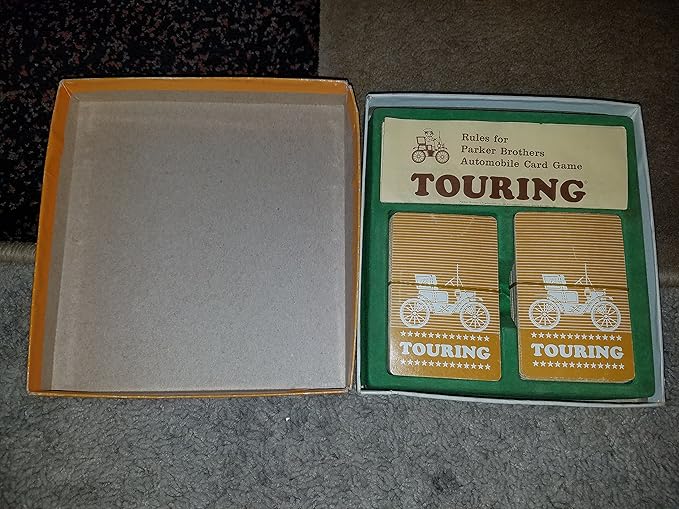 Rules for
Parker Brothers
Automobile Card Game
TOURING
TOURING
TOURING